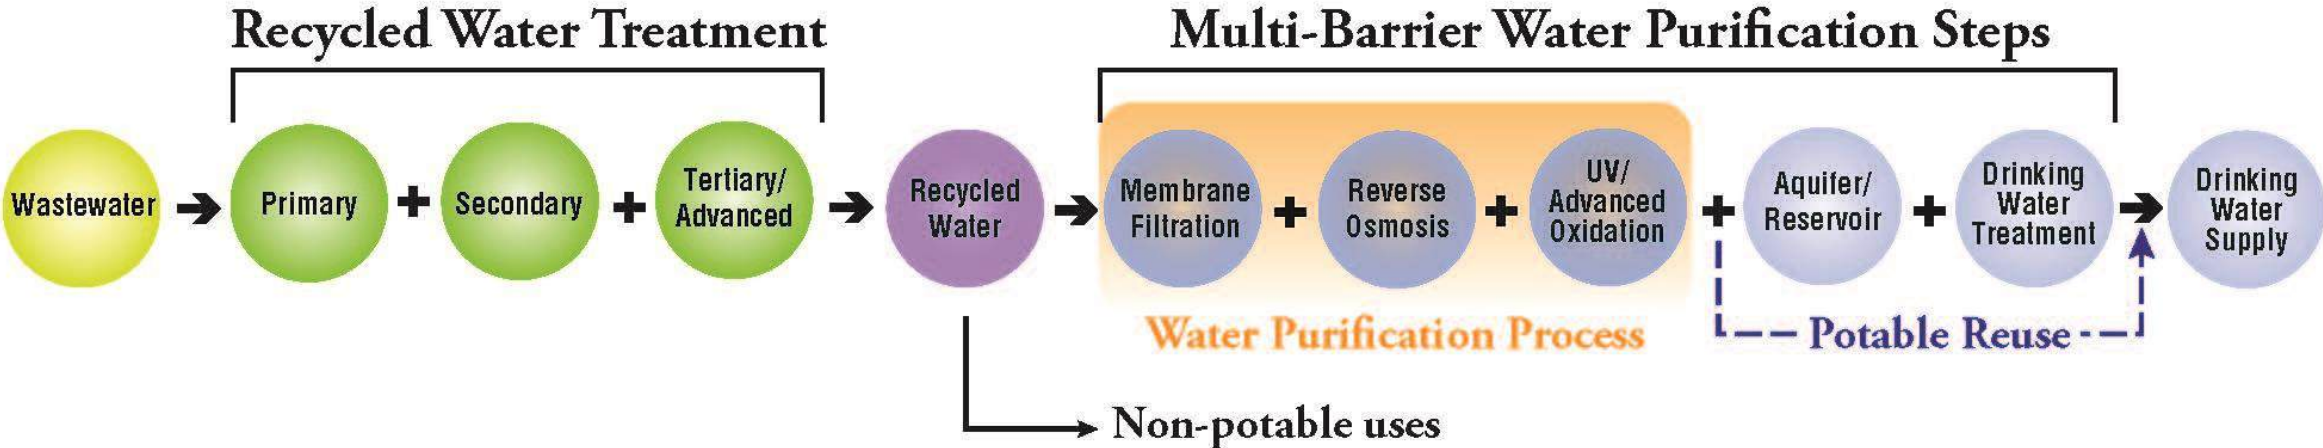 Recycled Water Treatment
Multi-Barrier Water Purification Steps
Wastewater
Primary
Secondary
Tertiary/
Advanced
Recycled
Water
Membrane
Filtration
Reverse
Osmosis
UV/
Advanced
Oxidation
Aquifer/
Reservoir
Drinking
Water
Treatment
Drinking
Water
Supply
Water Purification Process
Potable Reuse
Non-potable uses